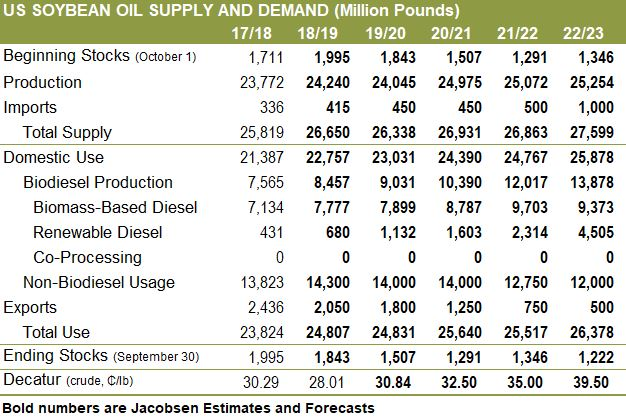 US SOYBEAN OIL SUPPLY AND DEMAND (Million Pounds)
17/18 18/19 19/20 20/21 21/22 22/23
Beginning Stocks (October 1) 1,711 1,995 1,843 1,507 1,291 1,346
Production 23,772 24,240 24,045 24,975 25,072 25,254
Imports 336 415 450 450 500 1,000
Total Supply 25,819 26,650 26,338 26,931 26,863 27,599
Domestic Use 21,387 22,757 23,031 24,390 24,767 25,878
Biodiesel Production 7,565 8,457 9,031 10,390 12,017 13,878
Biomass-Based Diesel 7,134 7,777 7,899 8,787 9,703 9,373
Renewable Diesel 431 680 1,132 1,603 2,314 4,505
Co-Processing 0 0 0 0 0 0
Non-Biodiesel Usage 13,823 14,300 14,000 14,000 12,750 12,000
Exports 2,436 2,050 1,800 1,250 750 500
Total Use 23,824 24,807 24,831 25,640 25,517 26,378
Ending Stocks (September 30) 1,995 1,843 1,507 1,291 1,346 1,222
Decatur (crude, ₵/lb) 30.29 28.01 30.84 32.50 35.00 39.50
Bold numbers are Jacobsen Estimates and Forecasts